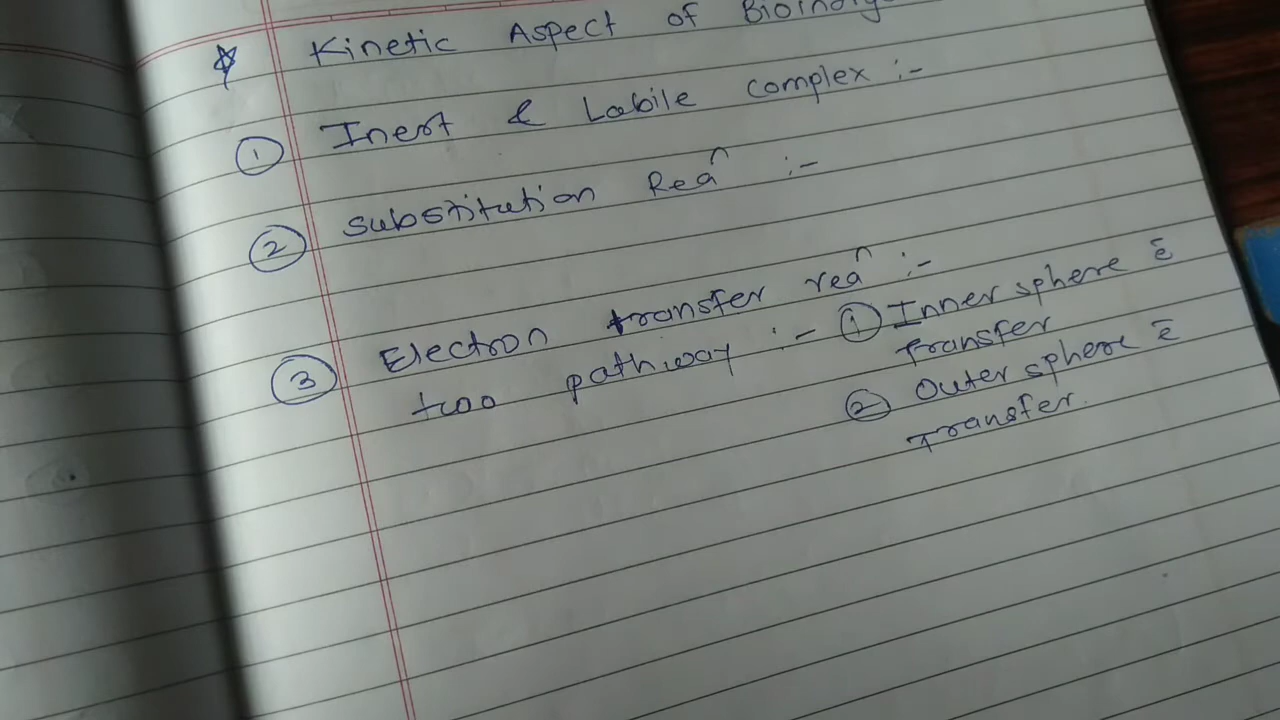 ☆ Kinetic Aspect of
① Inert & Labile complex :-
② substitution Reaⁿ :-
③ Electron transfer reaⁿ :-
two pathway :- ① Inner sphere ē
Transfer
② Outer sphere ē
Transfer.